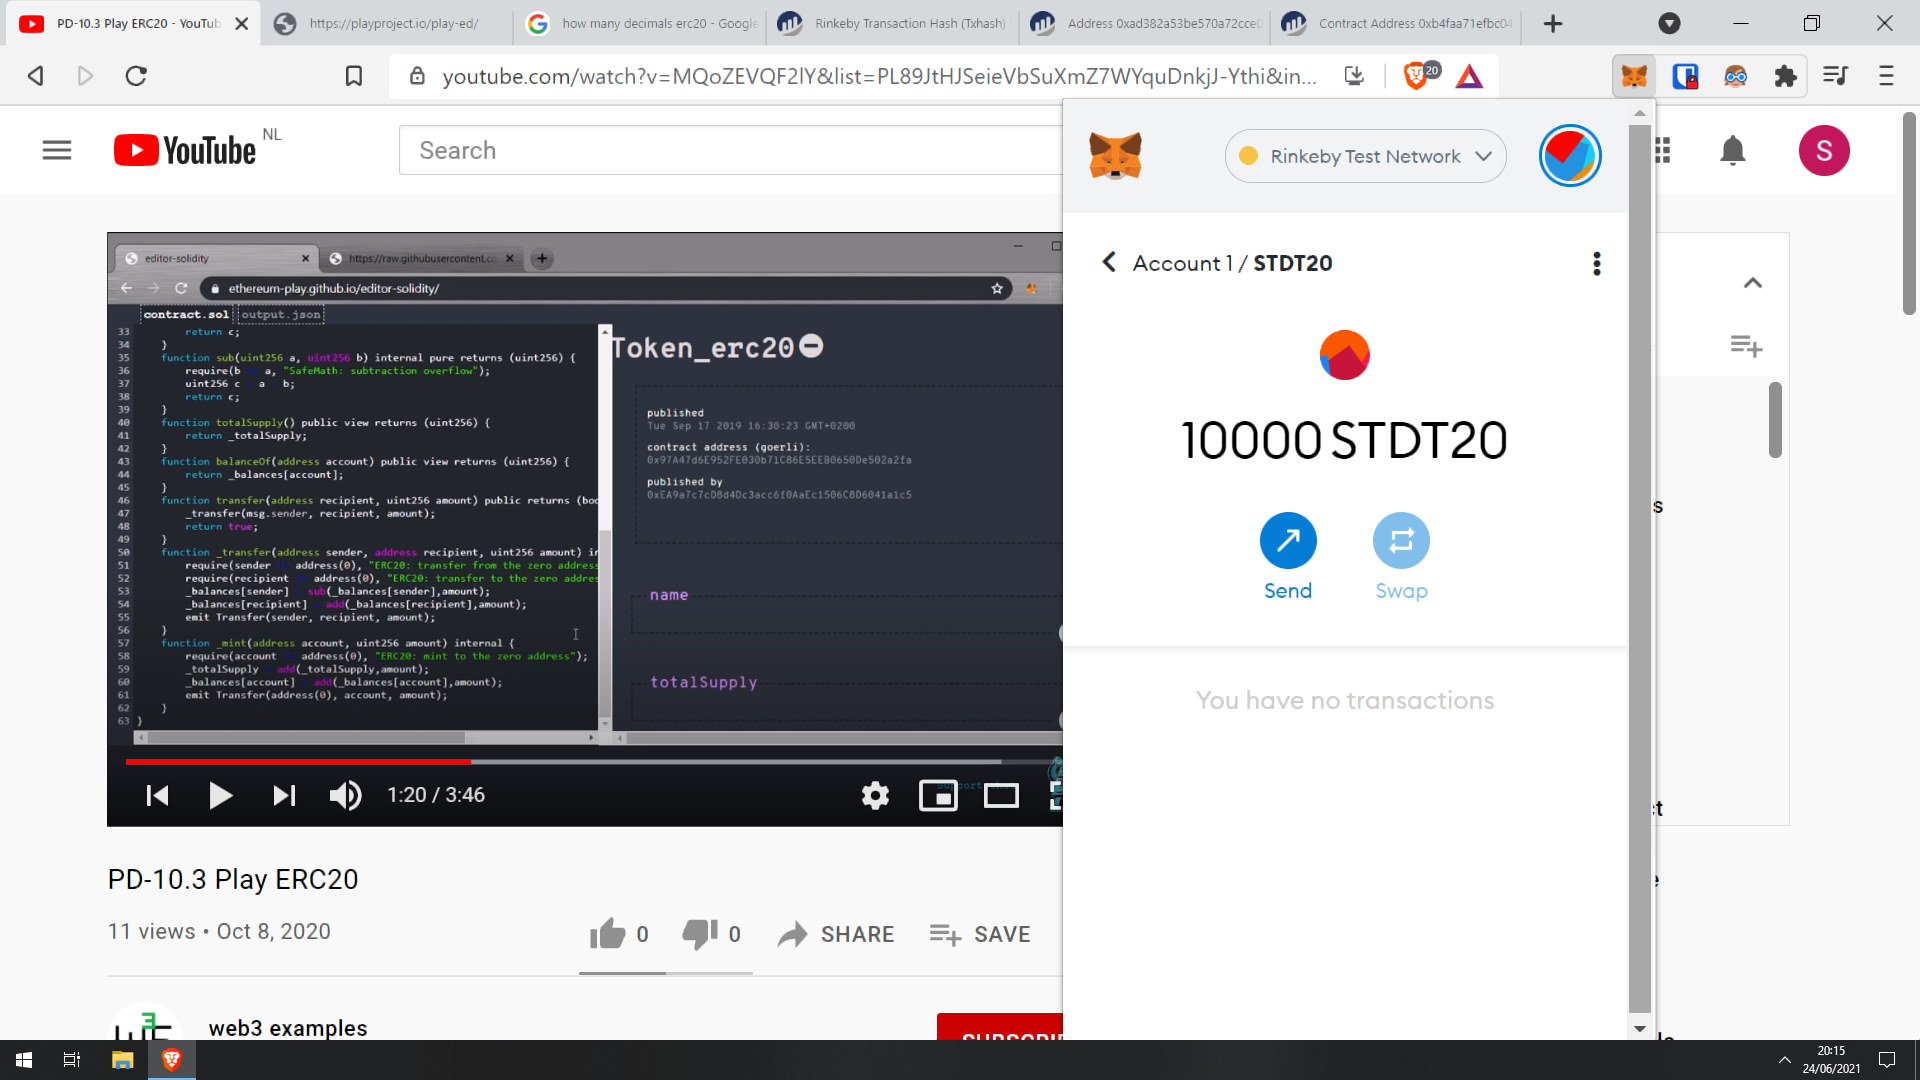 PD-10.3 Play ERC20 - YouTub
https://playproject.io/play-ed/
how many decimals erc20 - Google
Rinkeby Transaction Hash (Txhash)
Address 0xad382a53be570a72cce0
Contract Address 0xb4faa71efbc04
youtube.com/watch?v=MQoZEVQF2lY&list=PL89JtHJSeieVbSuXmZ7WYquDnkjJ-Ythi&in...
20
YouTube NL
Search
S
editor-solidity
https://raw.githubusercontent.co
ethereum-play.github.io/editor-solidity/
contract.sol output.json
33 return c;
34 }
35 function sub(uint256 a, uint256 b) internal pure returns (uint256) {
36 require(b a, "SafeMath: subtraction overflow");
37 uint256 c a b;
38 return c;
39 }
40 function totalSupply() public view returns (uint256) {
41 return _totalSupply;
42 }
43 function balanceOf(address account) public view returns (uint256) {
44 return _balances[account];
45 }
46 function transfer(address recipient, uint256 amount) public returns (boo
47 _transfer(msg.sender, recipient, amount);
48 return true;
49 }
50 function _transfer(address sender, address recipient, uint256 amount) in
51 require(sender address(0), "ERC20: transfer from the zero address
52 require(recipient address(0), "ERC20: transfer to the zero addres
53 _balances[sender] sub(_balances[sender],amount);
54 _balances[recipient] add(_balances[recipient],amount);
55 emit Transfer(sender, recipient, amount);
56 }
57 function _mint(address account, uint256 amount) internal {
58 require(account address(0), "ERC20: mint to the zero address");
59 _totalSupply add(_totalSupply,amount);
60 _balances[account] add(_balances[account],amount);
61 emit Transfer(address(0), account, amount);
62 }
63 }
Token_erc20
published
Tue Sep 17 2019 16:30:23 GMT+0200
contract address (goerli):
0x97A47d6E952FE030b71C86E5EEB0650De502a2fa
published by
0xEA9a7c7cD8d4Dc3acc6f0AaEc1506C8D6041a1c5
name
totalSupply
1:20 / 3:46
PD-10.3 Play ERC20
11 views • Oct 8, 2020
0
0
SHARE
SAVE
web3 examples
Rinkeby Test Network
Account 1 / STDT20
10000 STDT20
Send
Swap
You have no transactions
20:15
24/06/2021